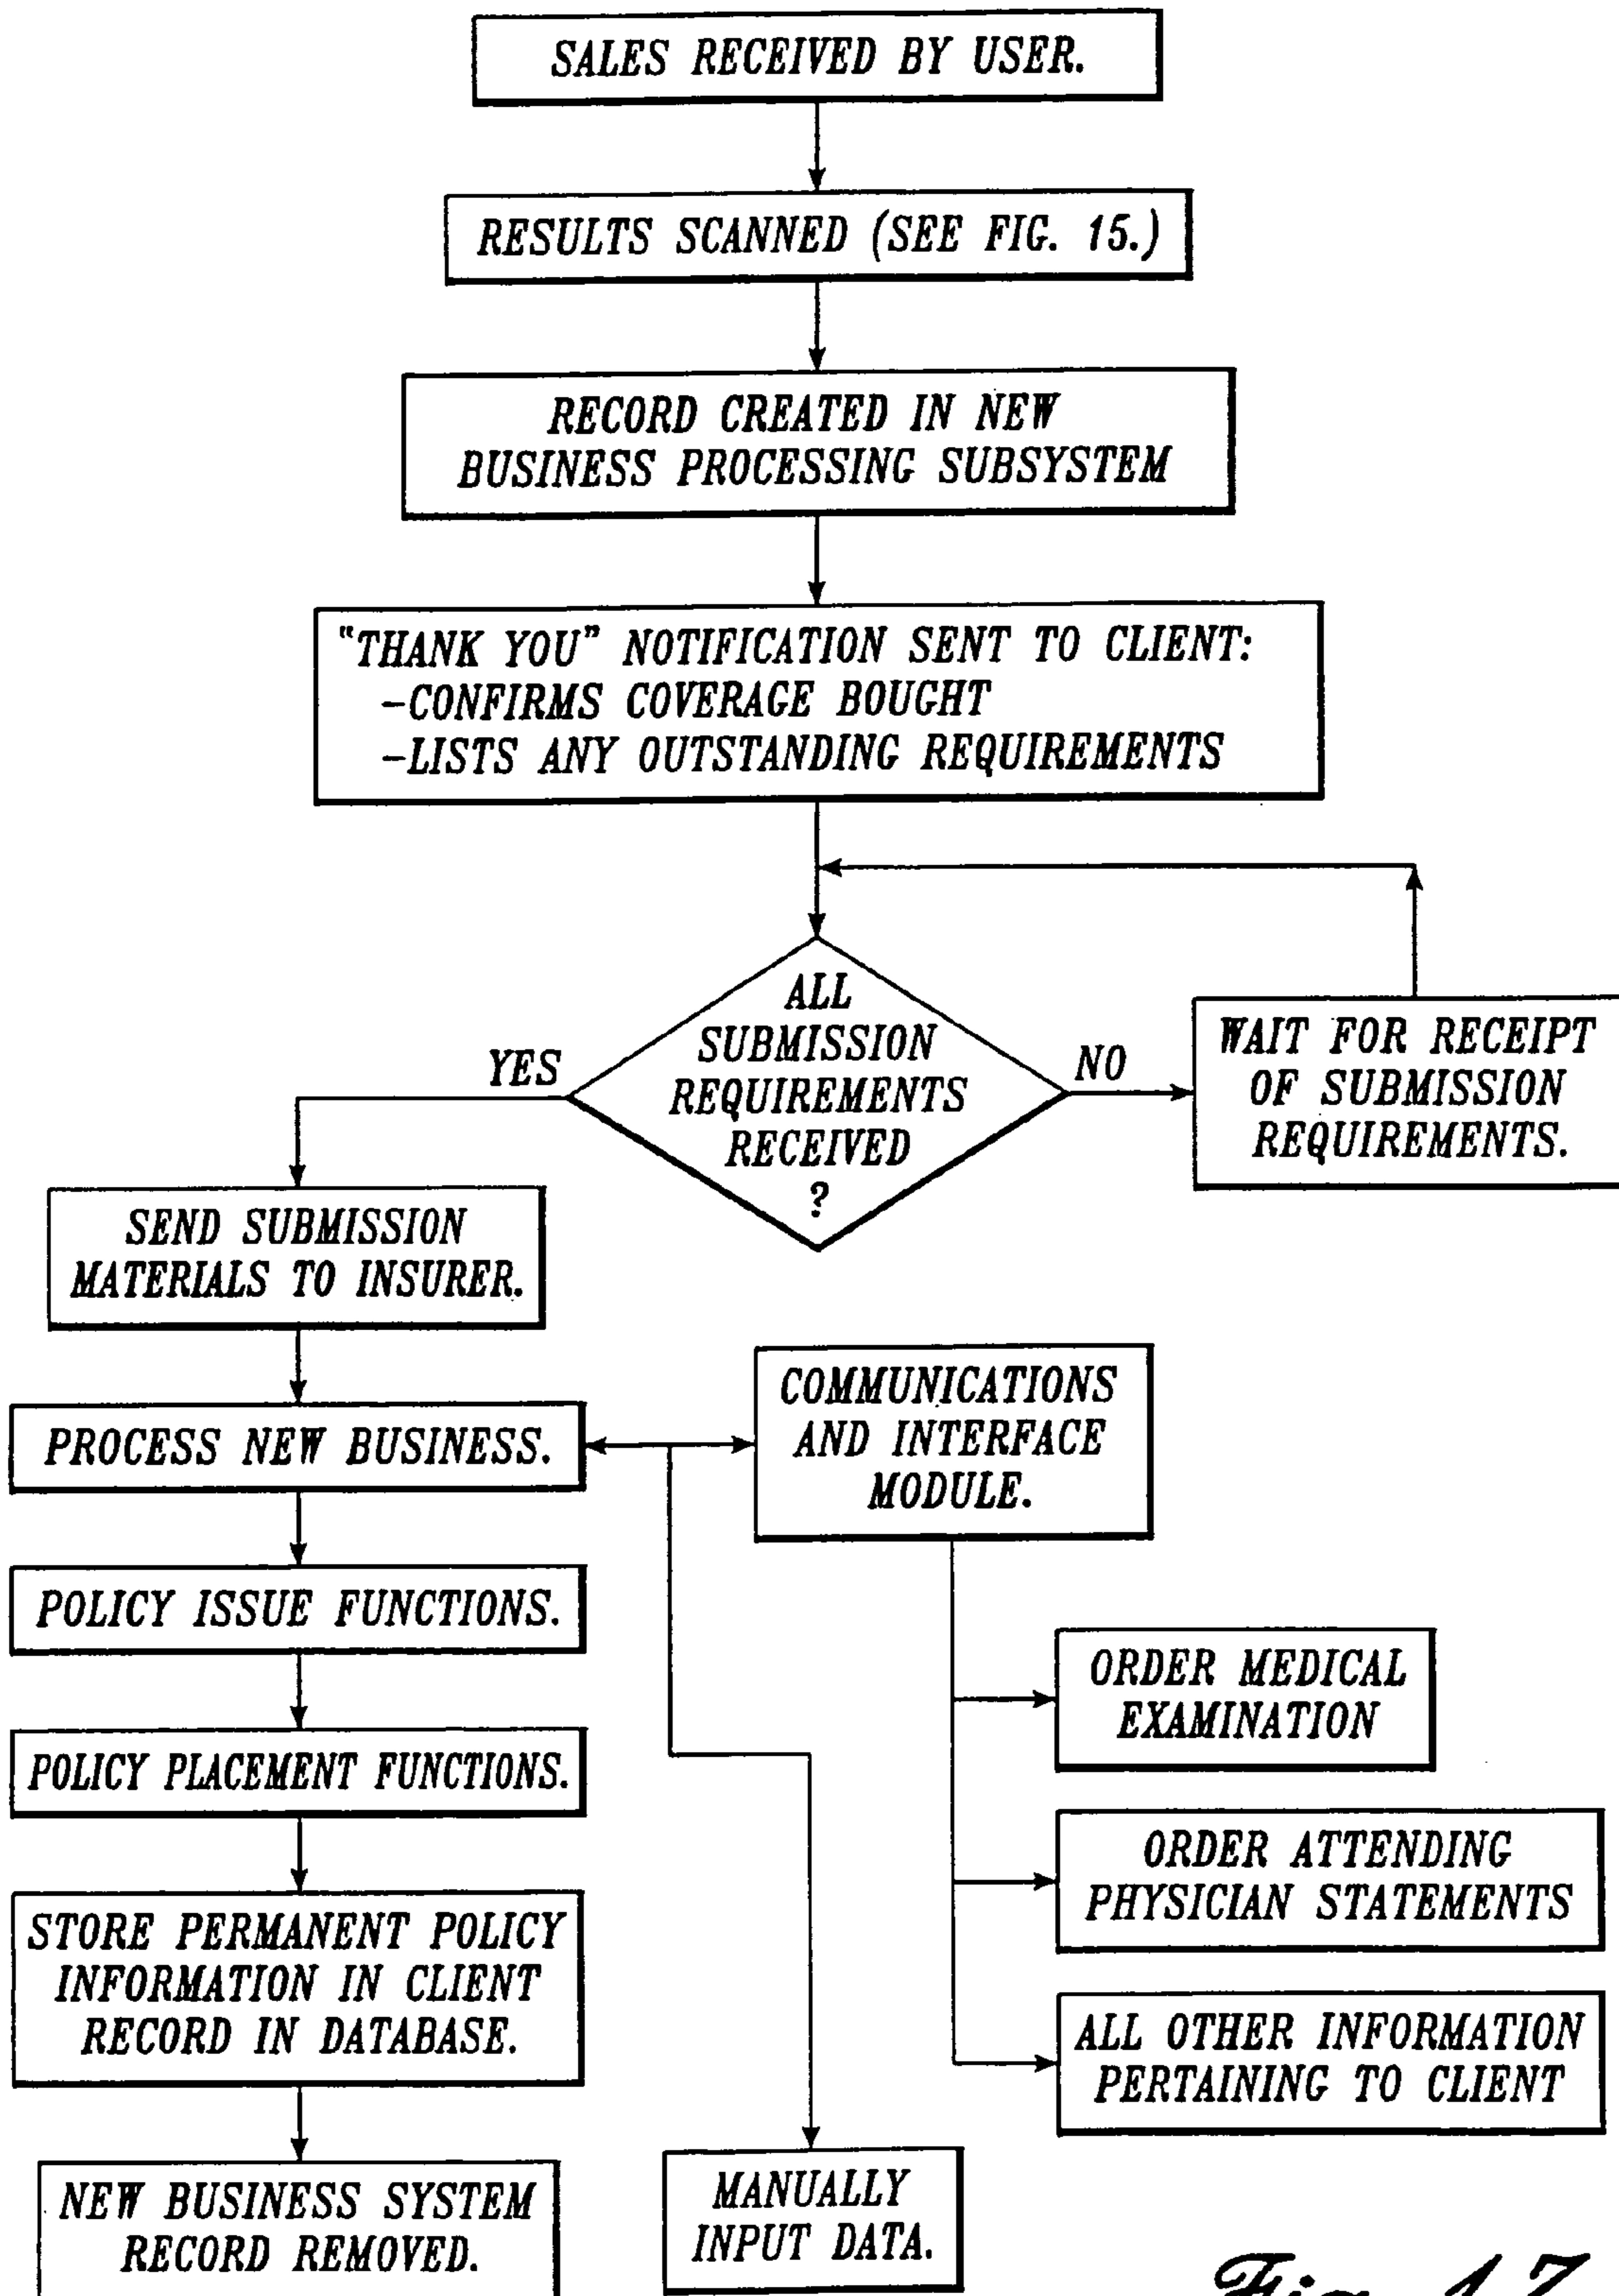 SALES RECEIVED BY USER.
RESULTS SCANNED (SEE FIG. 15.)
RECORD CREATED IN NEW
BUSINESS PROCESSING SUBSYSTEM
"THANK YOU" NOTIFICATION SENT TO CLIENT:
-CONFIRMS COVERAGE BOUGHT
-LISTS ANY OUTSTANDING REQUIREMENTS
ALL
SUBMISSION
REQUIREMENTS
RECEIVED
?
YES
NO
WAIT FOR RECEIPT
OF SUBMISSION
REQUIREMENTS.
SEND SUBMISSION
MATERIALS TO INSURER.
PROCESS NEW BUSINESS.
COMMUNICATIONS
AND INTERFACE
MODULE.
POLICY ISSUE FUNCTIONS.
ORDER MEDICAL
EXAMINATION
POLICY PLACEMENT FUNCTIONS.
ORDER ATTENDING
PHYSICIAN STATEMENTS
STORE PERMANENT POLICY
INFORMATION IN CLIENT
RECORD IN DATABASE.
ALL OTHER INFORMATION
PERTAINING TO CLIENT
NEW BUSINESS SYSTEM
RECORD REMOVED.
MANUALLY
INPUT DATA.
Fig. 17